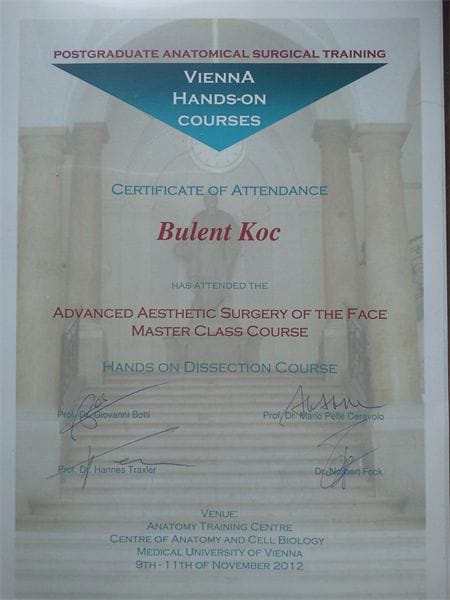 POSTGRADUATE ANATOMICAL SURGICAL TRAINING
VIENNA
HANDS-ON
COURSES
CERTIFICATE OF ATTENDANCE
Bulent Koc
HAS ATTENDED THE
ADVANCED AESTHETIC SURGERY OF THE FACE
MASTER CLASS COURSE
HANDS ON DISSECTION COURSE
Prof. Dr. Giovanni Botti
Prof. Dr. Mario Pelle Ceravolo
Prof. Dr. Hannes Traxler
Dr. Norbert Fock
VENUE:
ANATOMY TRAINING CENTRE
CENTRE OF ANATOMY AND CELL BIOLOGY
MEDICAL UNIVERSITY OF VIENNA
9TH - 11TH OF NOVEMBER 2012